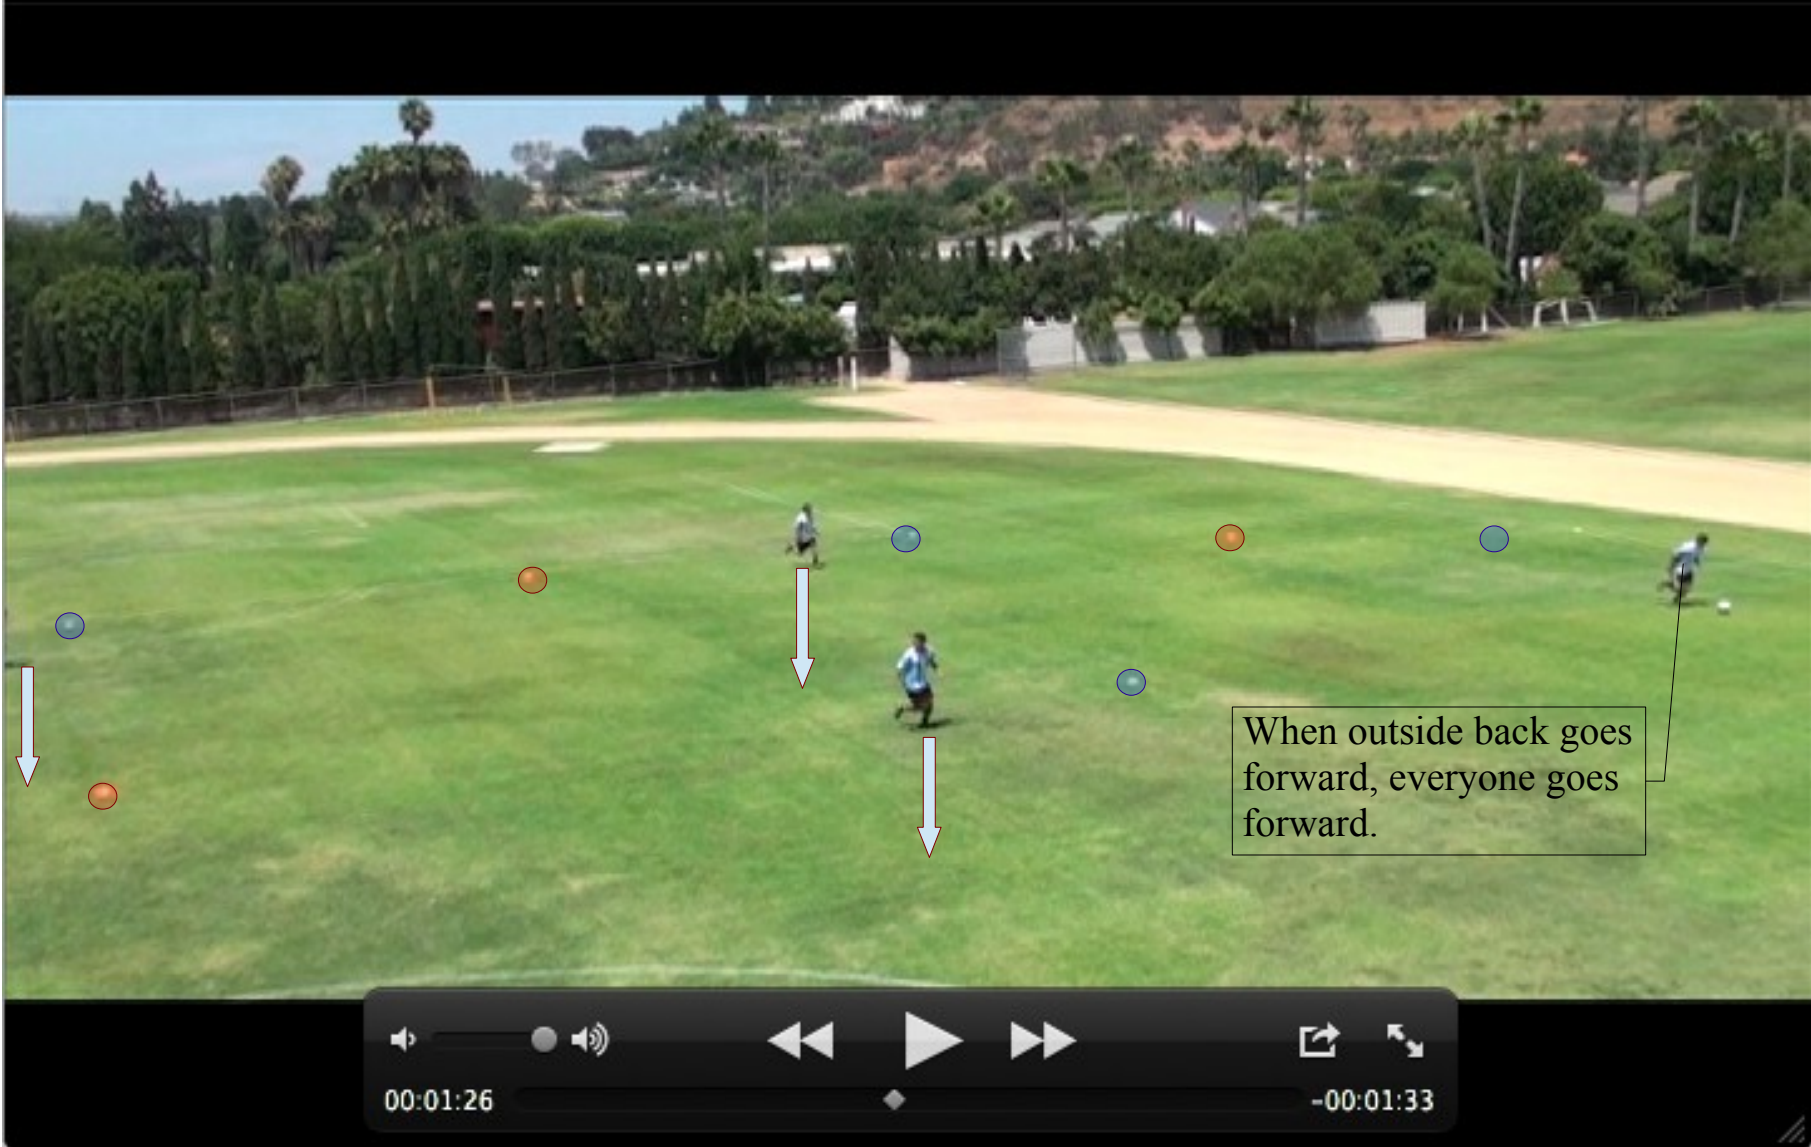 When outside back goes
forward, everyone goes
forward.
00:01:26
-00:01:33